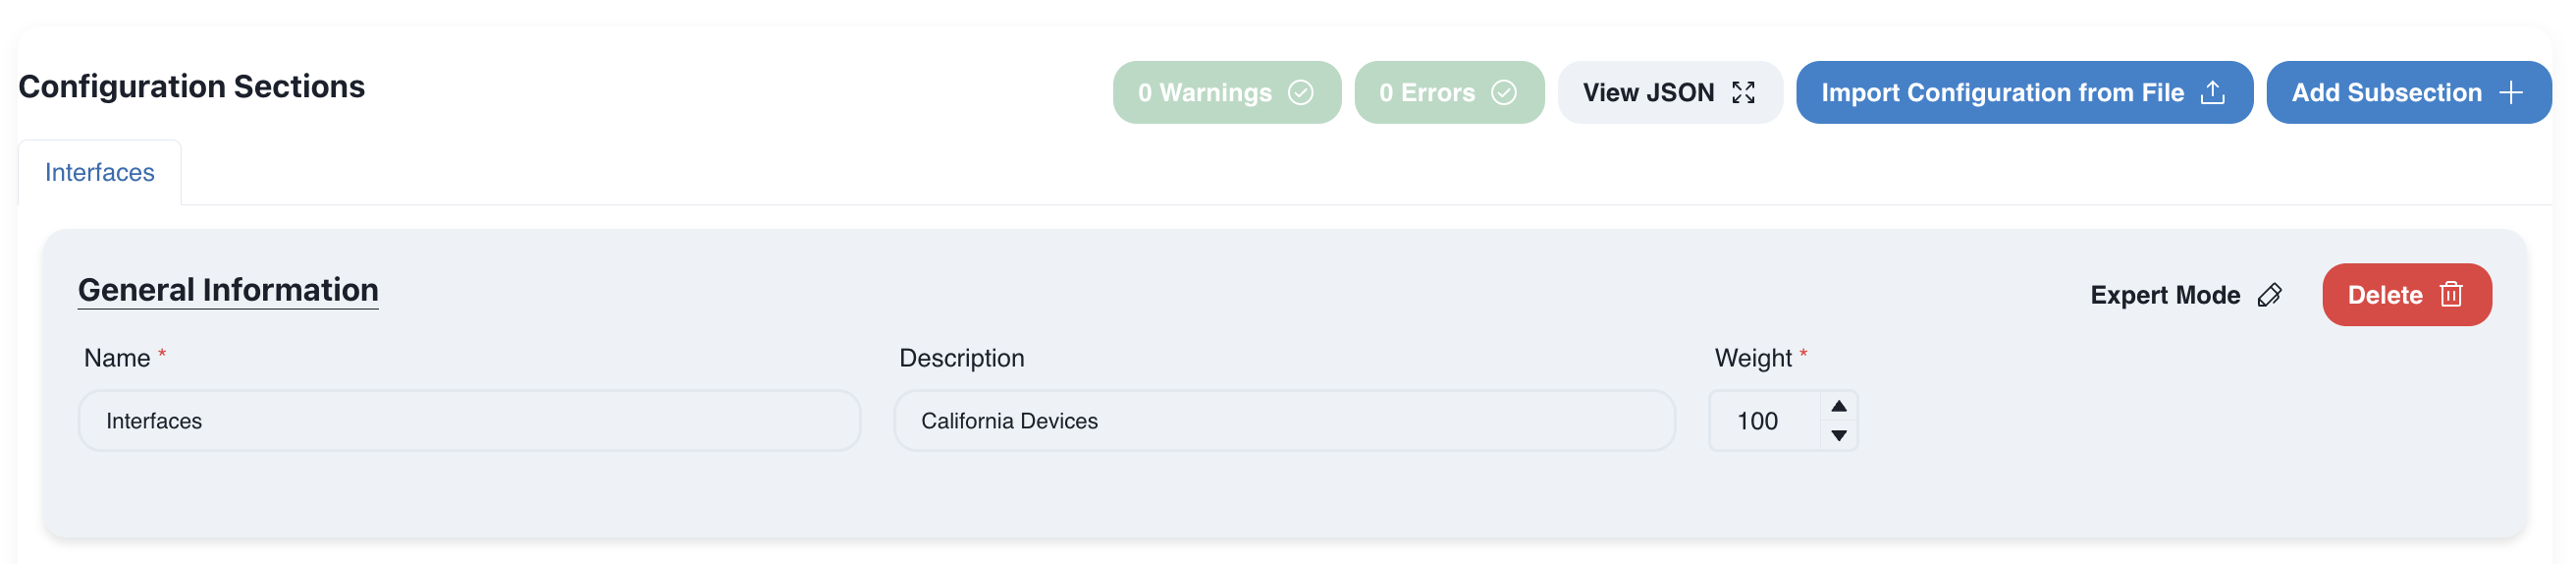 Configuration Sections
0 Warnings
0 Errors
View JSON
Import Configuration from File
Add Subsection
Interfaces
General Information
Expert Mode
Delete
Name *
Description
Weight *
Interfaces
California Devices
100